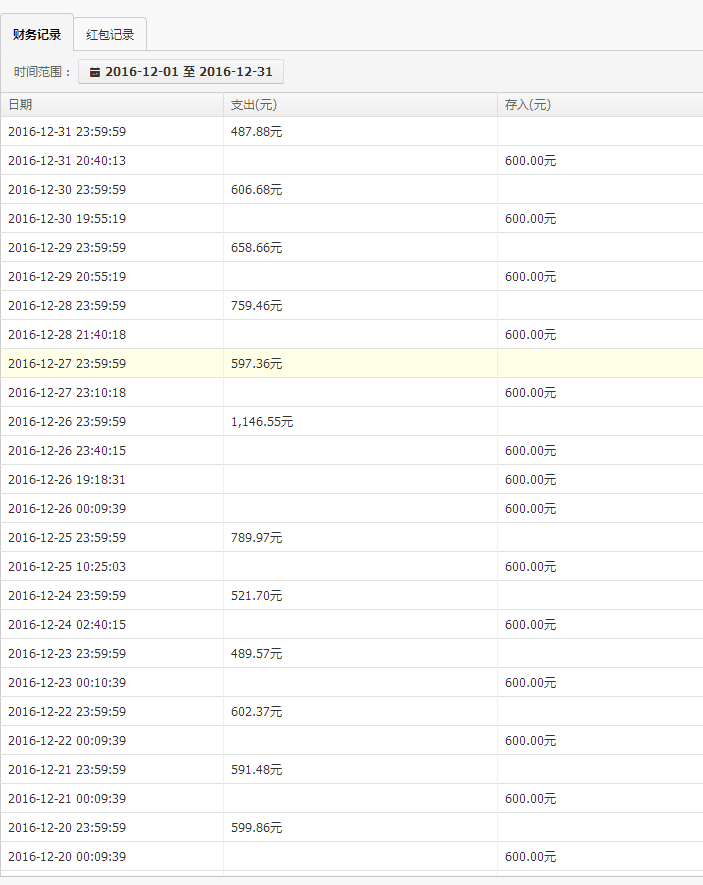 财务记录 红包记录
时间范围： 2016-12-01 至 2016-12-31
日期 支出(元) 存入(元)
2016-12-31 23:59:59 487.88元
2016-12-31 20:40:13 600.00元
2016-12-30 23:59:59 606.68元
2016-12-30 19:55:19 600.00元
2016-12-29 23:59:59 658.66元
2016-12-29 20:55:19 600.00元
2016-12-28 23:59:59 759.46元
2016-12-28 21:40:18 600.00元
2016-12-27 23:59:59 597.36元
2016-12-27 23:10:18 600.00元
2016-12-26 23:59:59 1,146.55元
2016-12-26 23:40:15 600.00元
2016-12-26 19:18:31 600.00元
2016-12-26 00:09:39 600.00元
2016-12-25 23:59:59 789.97元
2016-12-25 10:25:03 600.00元
2016-12-24 23:59:59 521.70元
2016-12-24 02:40:15 600.00元
2016-12-23 23:59:59 489.57元
2016-12-23 00:10:39 600.00元
2016-12-22 23:59:59 602.37元
2016-12-22 00:09:39 600.00元
2016-12-21 23:59:59 591.48元
2016-12-21 00:09:39 600.00元
2016-12-20 23:59:59 599.86元
2016-12-20 00:09:39 600.00元